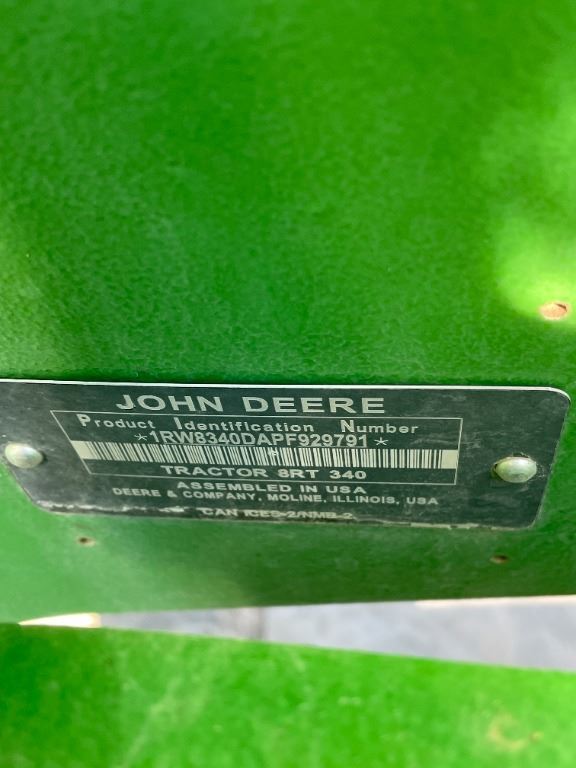 JOHN DEERE
Product Identification Number
*1RW8340DAPF929791*
TRACTOR 8RT 340
ASSEMBLED IN USA
DEERE & COMPANY, MOLINE, ILLINOIS, USA
CAN ICES-2/NMB-2